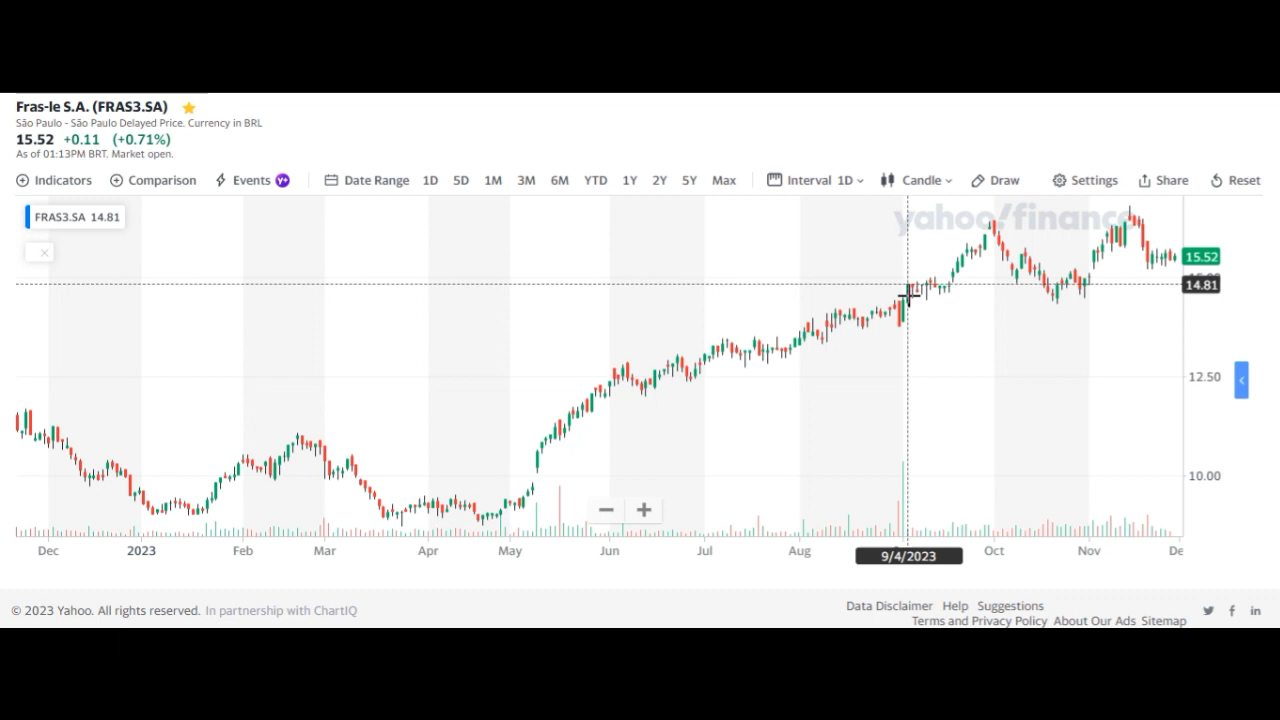 Fras-le S.A. (FRAS3.SA)
São Paulo - São Paulo Delayed Price. Currency in BRL
15.52 +0.11 (+0.71%)
As of 01:13PM BRT. Market open.
Indicators Comparison Events Y+ Date Range 1D 5D 1M 3M 6M YTD 1Y 2Y 5Y Max Interval 1D Candle Draw Settings Share Reset
FRAS3.SA 14.81
yahoo!finance
15.52
14.81
12.50
10.00
Dec 2023 Feb Mar Apr May Jun Jul Aug 9/4/2023 Oct Nov De
© 2023 Yahoo. All rights reserved. In partnership with ChartIQ
Data Disclaimer Help Suggestions
Terms and Privacy Policy About Our Ads Sitemap